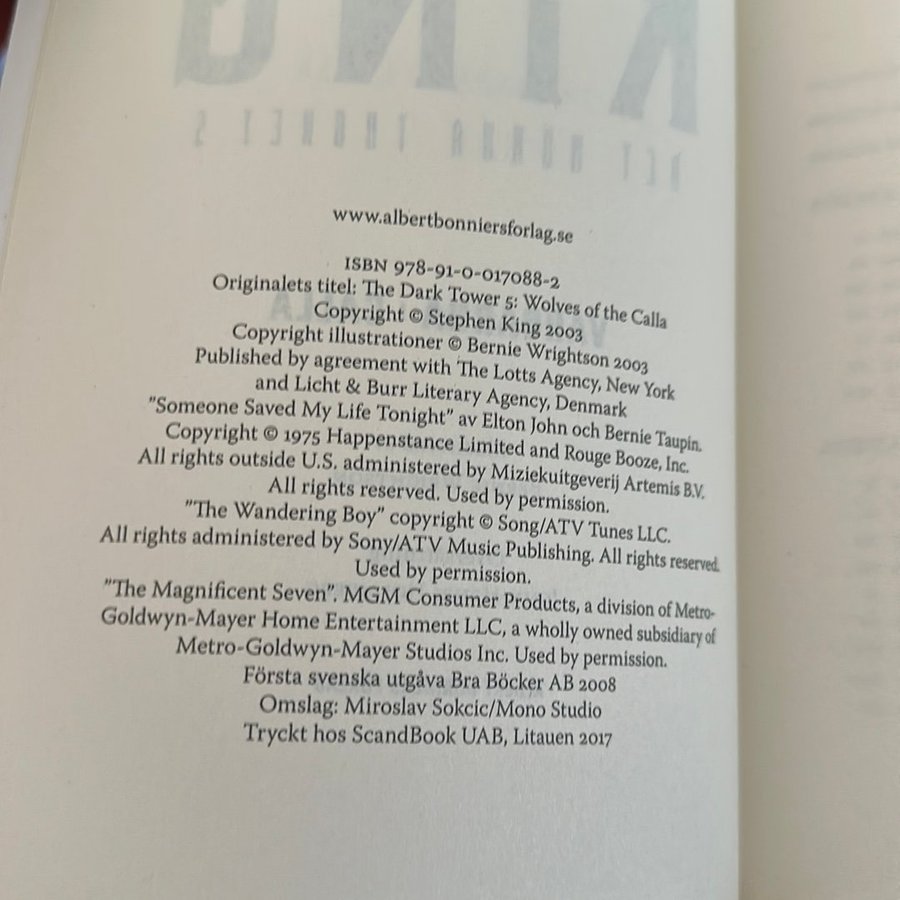 www.albertbonniersforlag.se
ISBN 978-91-0-017088-2
Originalets titel: The Dark Tower 5: Wolves of the Calla
Copyright © Stephen King 2003
Copyright illustrationer © Bernie Wrightson 2003
Published by agreement with The Lotts Agency, New York
and Licht & Burr Literary Agency, Denmark
"Someone Saved My Life Tonight" av Elton John och Bernie Taupin.
Copyright © 1975 Happenstance Limited and Rouge Booze, Inc.
All rights outside U.S. administered by Miziekuitgeverij Artemis B.V.
All rights reserved. Used by permission.
"The Wandering Boy" copyright © Song/ATV Tunes LLC.
All rights administered by Sony/ATV Music Publishing. All rights reserved.
Used by permission.
"The Magnificent Seven". MGM Consumer Products, a division of Metro-
Goldwyn-Mayer Home Entertainment LLC, a wholly owned subsidiary of
Metro-Goldwyn-Mayer Studios Inc. Used by permission.
Första svenska utgåva Bra Böcker AB 2008
Omslag: Miroslav Sokcic/Mono Studio
Tryckt hos ScandBook UAB, Litauen 2017